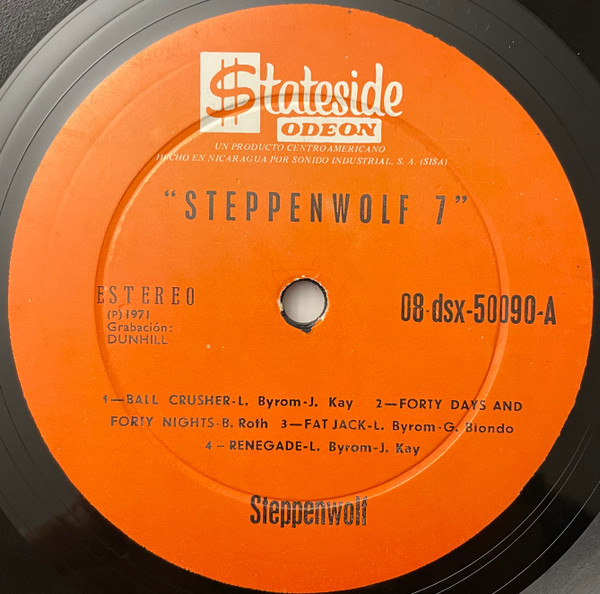 $tateside
ODEON
UN PRODUCTO CENTROAMERICANO
HECHO EN NICARAGUA POR SONIDO INDUSTRIAL, S. A. (SISA)
"STEPPENWOLF 7"
ESTEREO
(P)1971
Grabación:
DUNHILL
08-dsx-50090-A
1—BALL CRUSHER-L. Byrom-J. Kay 2—FORTY DAYS AND
FORTY NIGHTS-B. Roth 3—FAT JACK-L. Byrom-G. Biondo
4—RENEGADE-L. Byrom-J. Kay
Steppenwolf